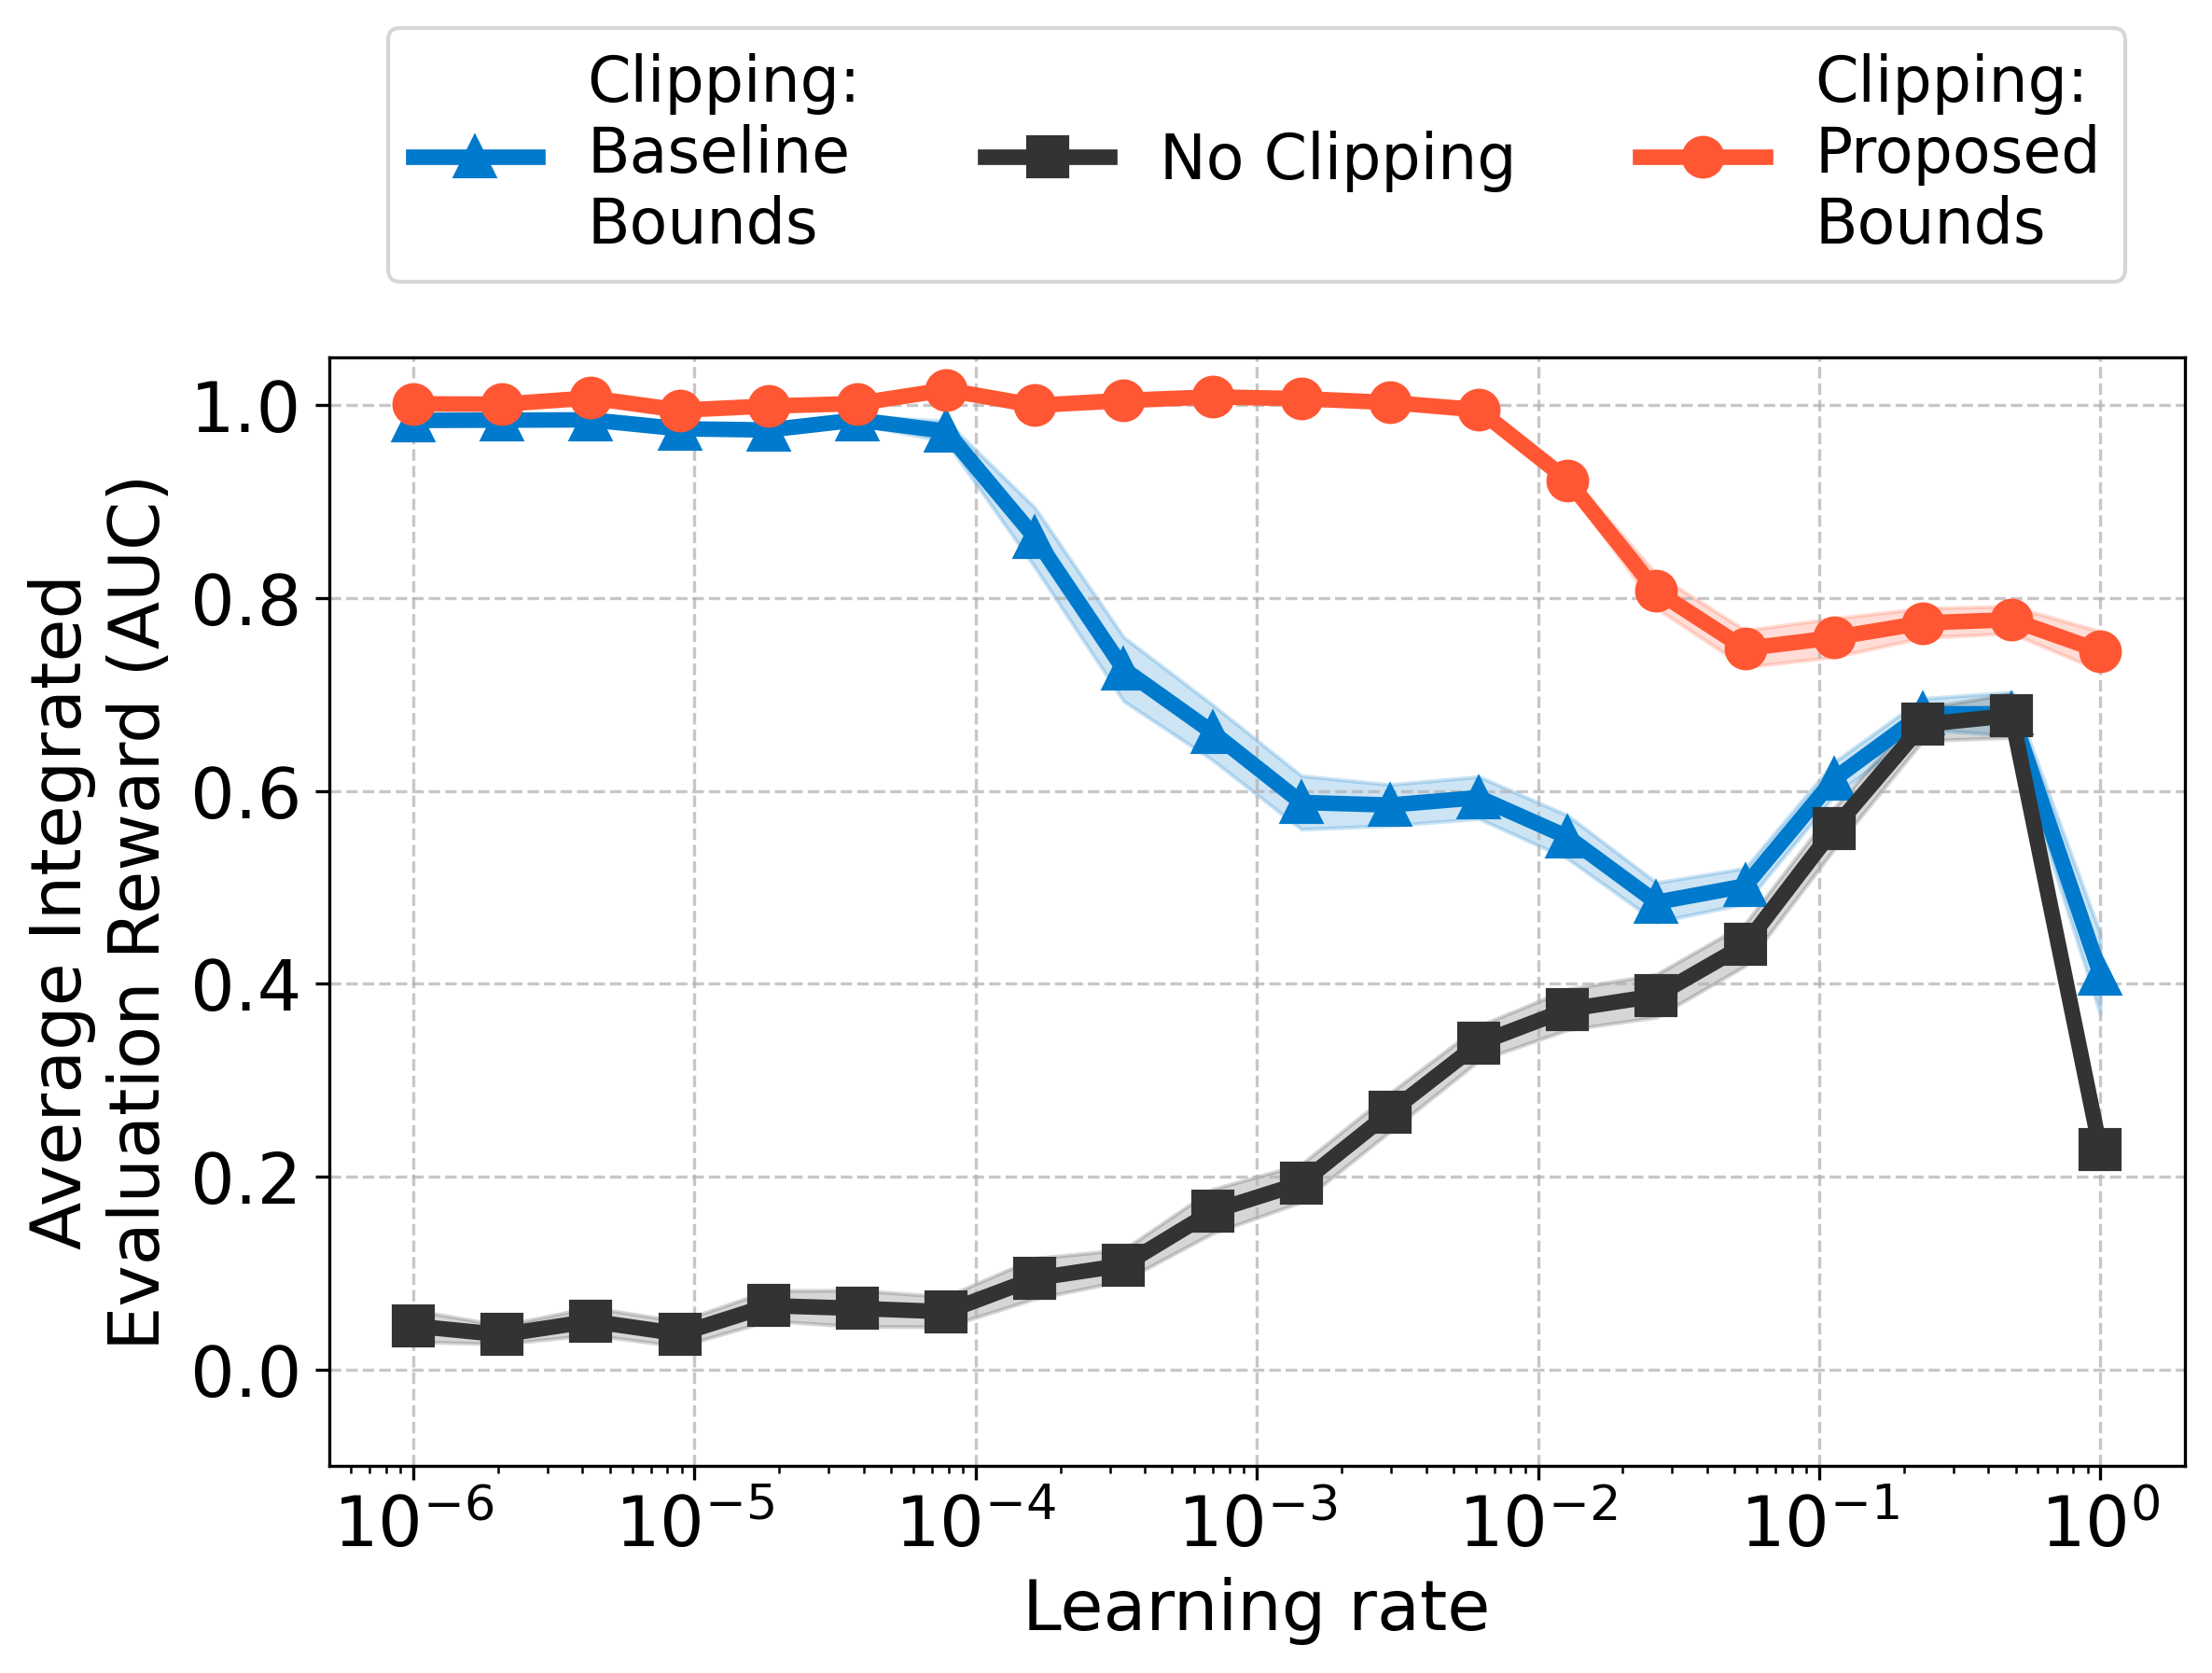 Clipping:
Baseline
Bounds
No Clipping
Clipping:
Proposed
Bounds
Average Integrated
Evaluation Reward (AUC)
1.0
0.8
0.6
0.4
0.2
0.0
10⁻⁶
10⁻⁵
10⁻⁴
10⁻³
10⁻²
10⁻¹
10⁰
Learning rate